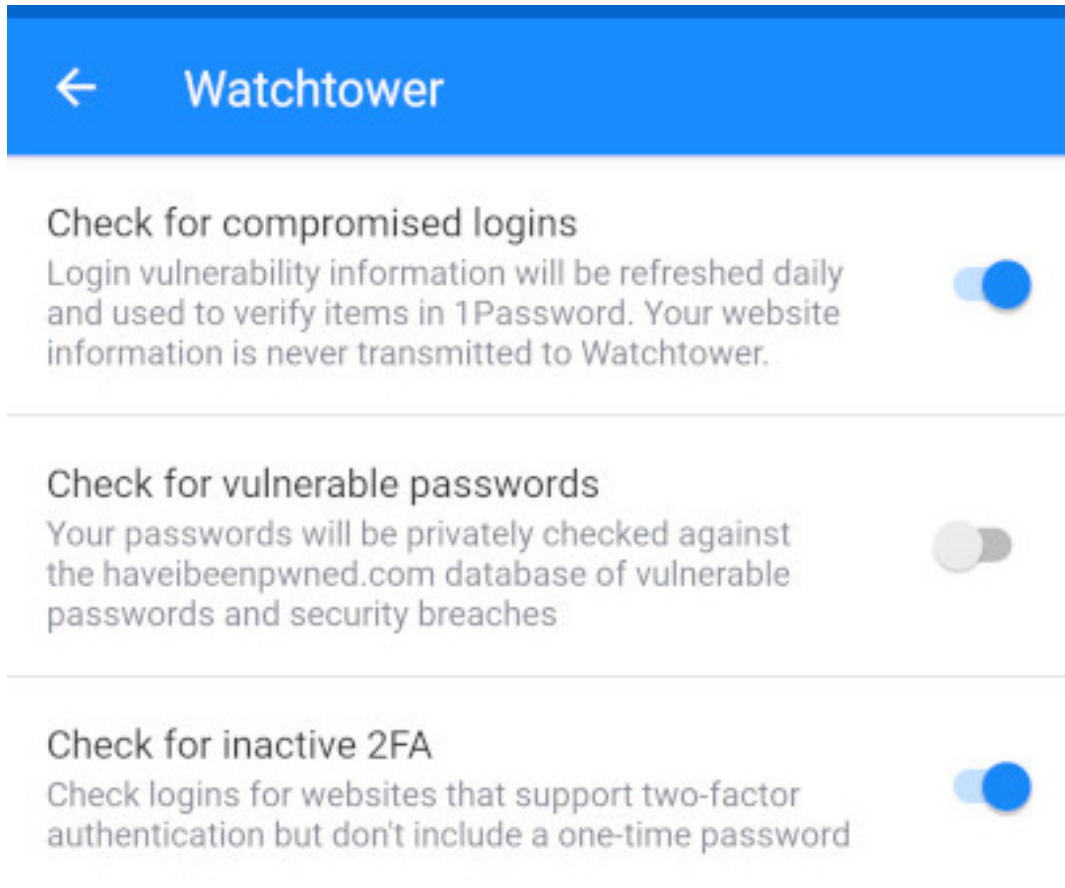 Watchtower
Check for compromised logins
Login vulnerability information will be refreshed daily
and used to verify items in 1Password. Your website
information is never transmitted to Watchtower.
Check for vulnerable passwords
Your passwords will be privately checked against
the haveibeenpwned.com database of vulnerable
passwords and security breaches
Check for inactive 2FA
Check logins for websites that support two-factor
authentication but don't include a one-time password